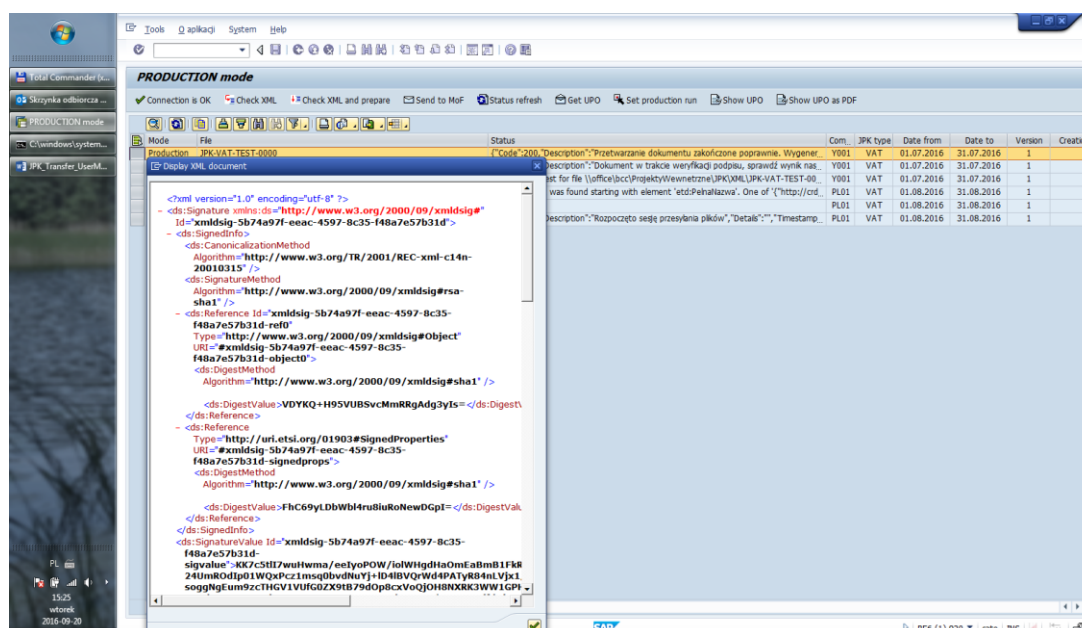 Tools O aplikacji System Help
PRODUCTION mode
Connection is OK Check XML Check XML and prepare Send to MoF Status refresh Get UPO Set production run Show UPO Show UPO as PDF
Mode File Status Com_ JPK type Date from Date to Version Creatio
Production JPK-VAT-TEST-0000 {"Code":200,"Description":"Przetwarzanie dokumentu zakończone poprawnie. Wygener_ Y001 VAT 01.07.2016 31.07.2016 1
Description":"Dokument w trakcie weryfikacji podpisu, sprawdź wynik nas_ Y001 VAT 01.07.2016 31.07.2016 1
est for file \\office\bcc\ProjektyWewnetrzne\JPK\XML\JPK-VAT-TEST-00_ Y001 VAT 01.07.2016 31.07.2016 1
was found starting with element 'etd:PelnaNazwa'. One of '{"http://crd_ PL01 VAT 01.08.2016 31.08.2016 1
PL01 VAT 01.08.2016 31.08.2016 1
Description":"Rozpoczęto sesję przesyłania plików","Details":"","Timestamp_ PL01 VAT 01.08.2016 31.08.2016 1
Display XML document
<?xml version="1.0" encoding="utf-8" ?>
- <ds:Signature xmlns:ds="http://www.w3.org/2000/09/xmldsig#"
Id="xmldsig-5b74a97f-eeac-4597-8c35-f48a7e57b31d">
- <ds:SignedInfo>
<ds:CanonicalizationMethod
Algorithm="http://www.w3.org/TR/2001/REC-xml-c14n-
20010315" />
<ds:SignatureMethod
Algorithm="http://www.w3.org/2000/09/xmldsig#rsa-
sha1" />
- <ds:Reference Id="xmldsig-5b74a97f-eeac-4597-8c35-
f48a7e57b31d-ref0"
Type="http://www.w3.org/2000/09/xmldsig#Object"
URI="#xmldsig-5b74a97f-eeac-4597-8c35-
f48a7e57b31d-object0">
<ds:DigestMethod
Algorithm="http://www.w3.org/2000/09/xmldsig#sha1" />
<ds:DigestValue>VDYKQ+H95VUBSvcMmRRgAdg3yIs=</ds:Digest\
</ds:Reference>
- <ds:Reference
Type="http://uri.etsi.org/01903#SignedProperties"
URI="#xmldsig-5b74a97f-eeac-4597-8c35-
f48a7e57b31d-signedprops">
<ds:DigestMethod
Algorithm="http://www.w3.org/2000/09/xmldsig#sha1" />
<ds:DigestValue>FhC69yLDbWbl4ru8iuRoNewDGpI=</ds:DigestValu
</ds:Reference>
</ds:SignedInfo>
<ds:SignatureValue Id="xmldsig-5b74a97f-eeac-4597-8c35-
f48a7e57b31d-
sigvalue">KK7c5tlI7wuHwma/eeIyoPOW/iolWHgdHaOmEaBmB1FkR
24UmROdIp01WQxPcz1msq0bvdNuYj+lD4lBVQrWd4PATyR84nLVjx1
soggNgEum9zcTHGV1VUfG0ZX9tB79dOp8cxVoQjOH8NXRK3WW1GPH
Total Commander (x...
Skrzynka odbiorcza ...
PRODUCTION mode
C:\windows\system...
JPK_Transfer_UserM...
PL
15:25
wtorek
2016-09-20
SAP